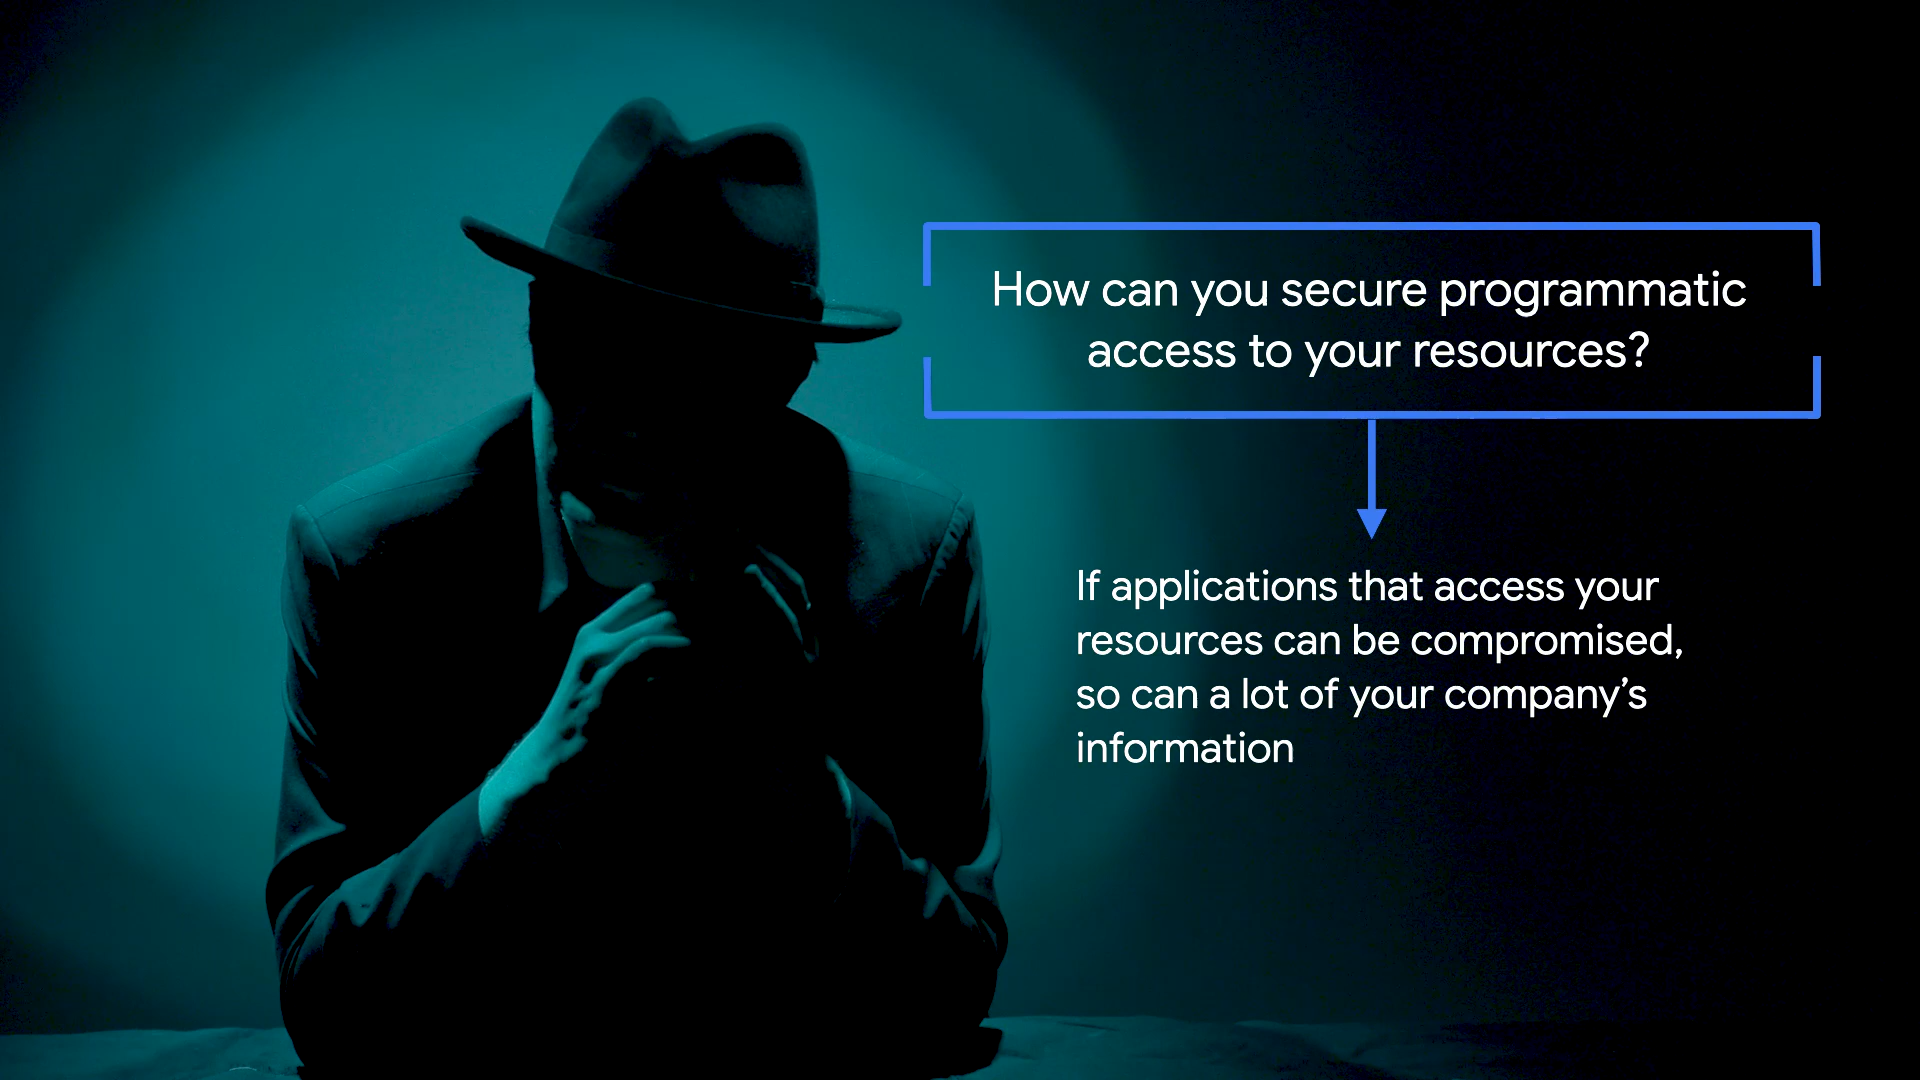 How can you secure programmatic
access to your resources?
If applications that access your
resources can be compromised,
so can a lot of your company’s
information